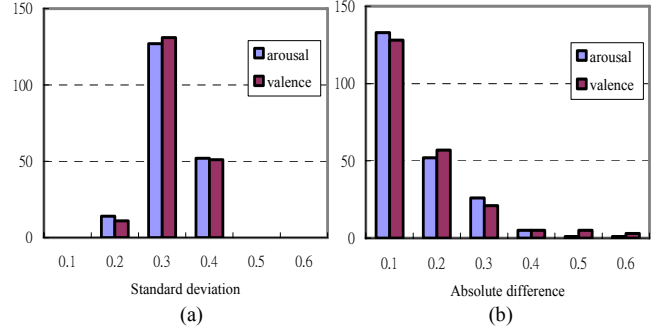 150
100
50
0
0.1 0.2 0.3 0.4 0.5 0.6
Standard deviation
arousal
valence
(a)
150
100
50
0
0.1 0.2 0.3 0.4 0.5 0.6
Absolute difference
arousal
valence
(b)